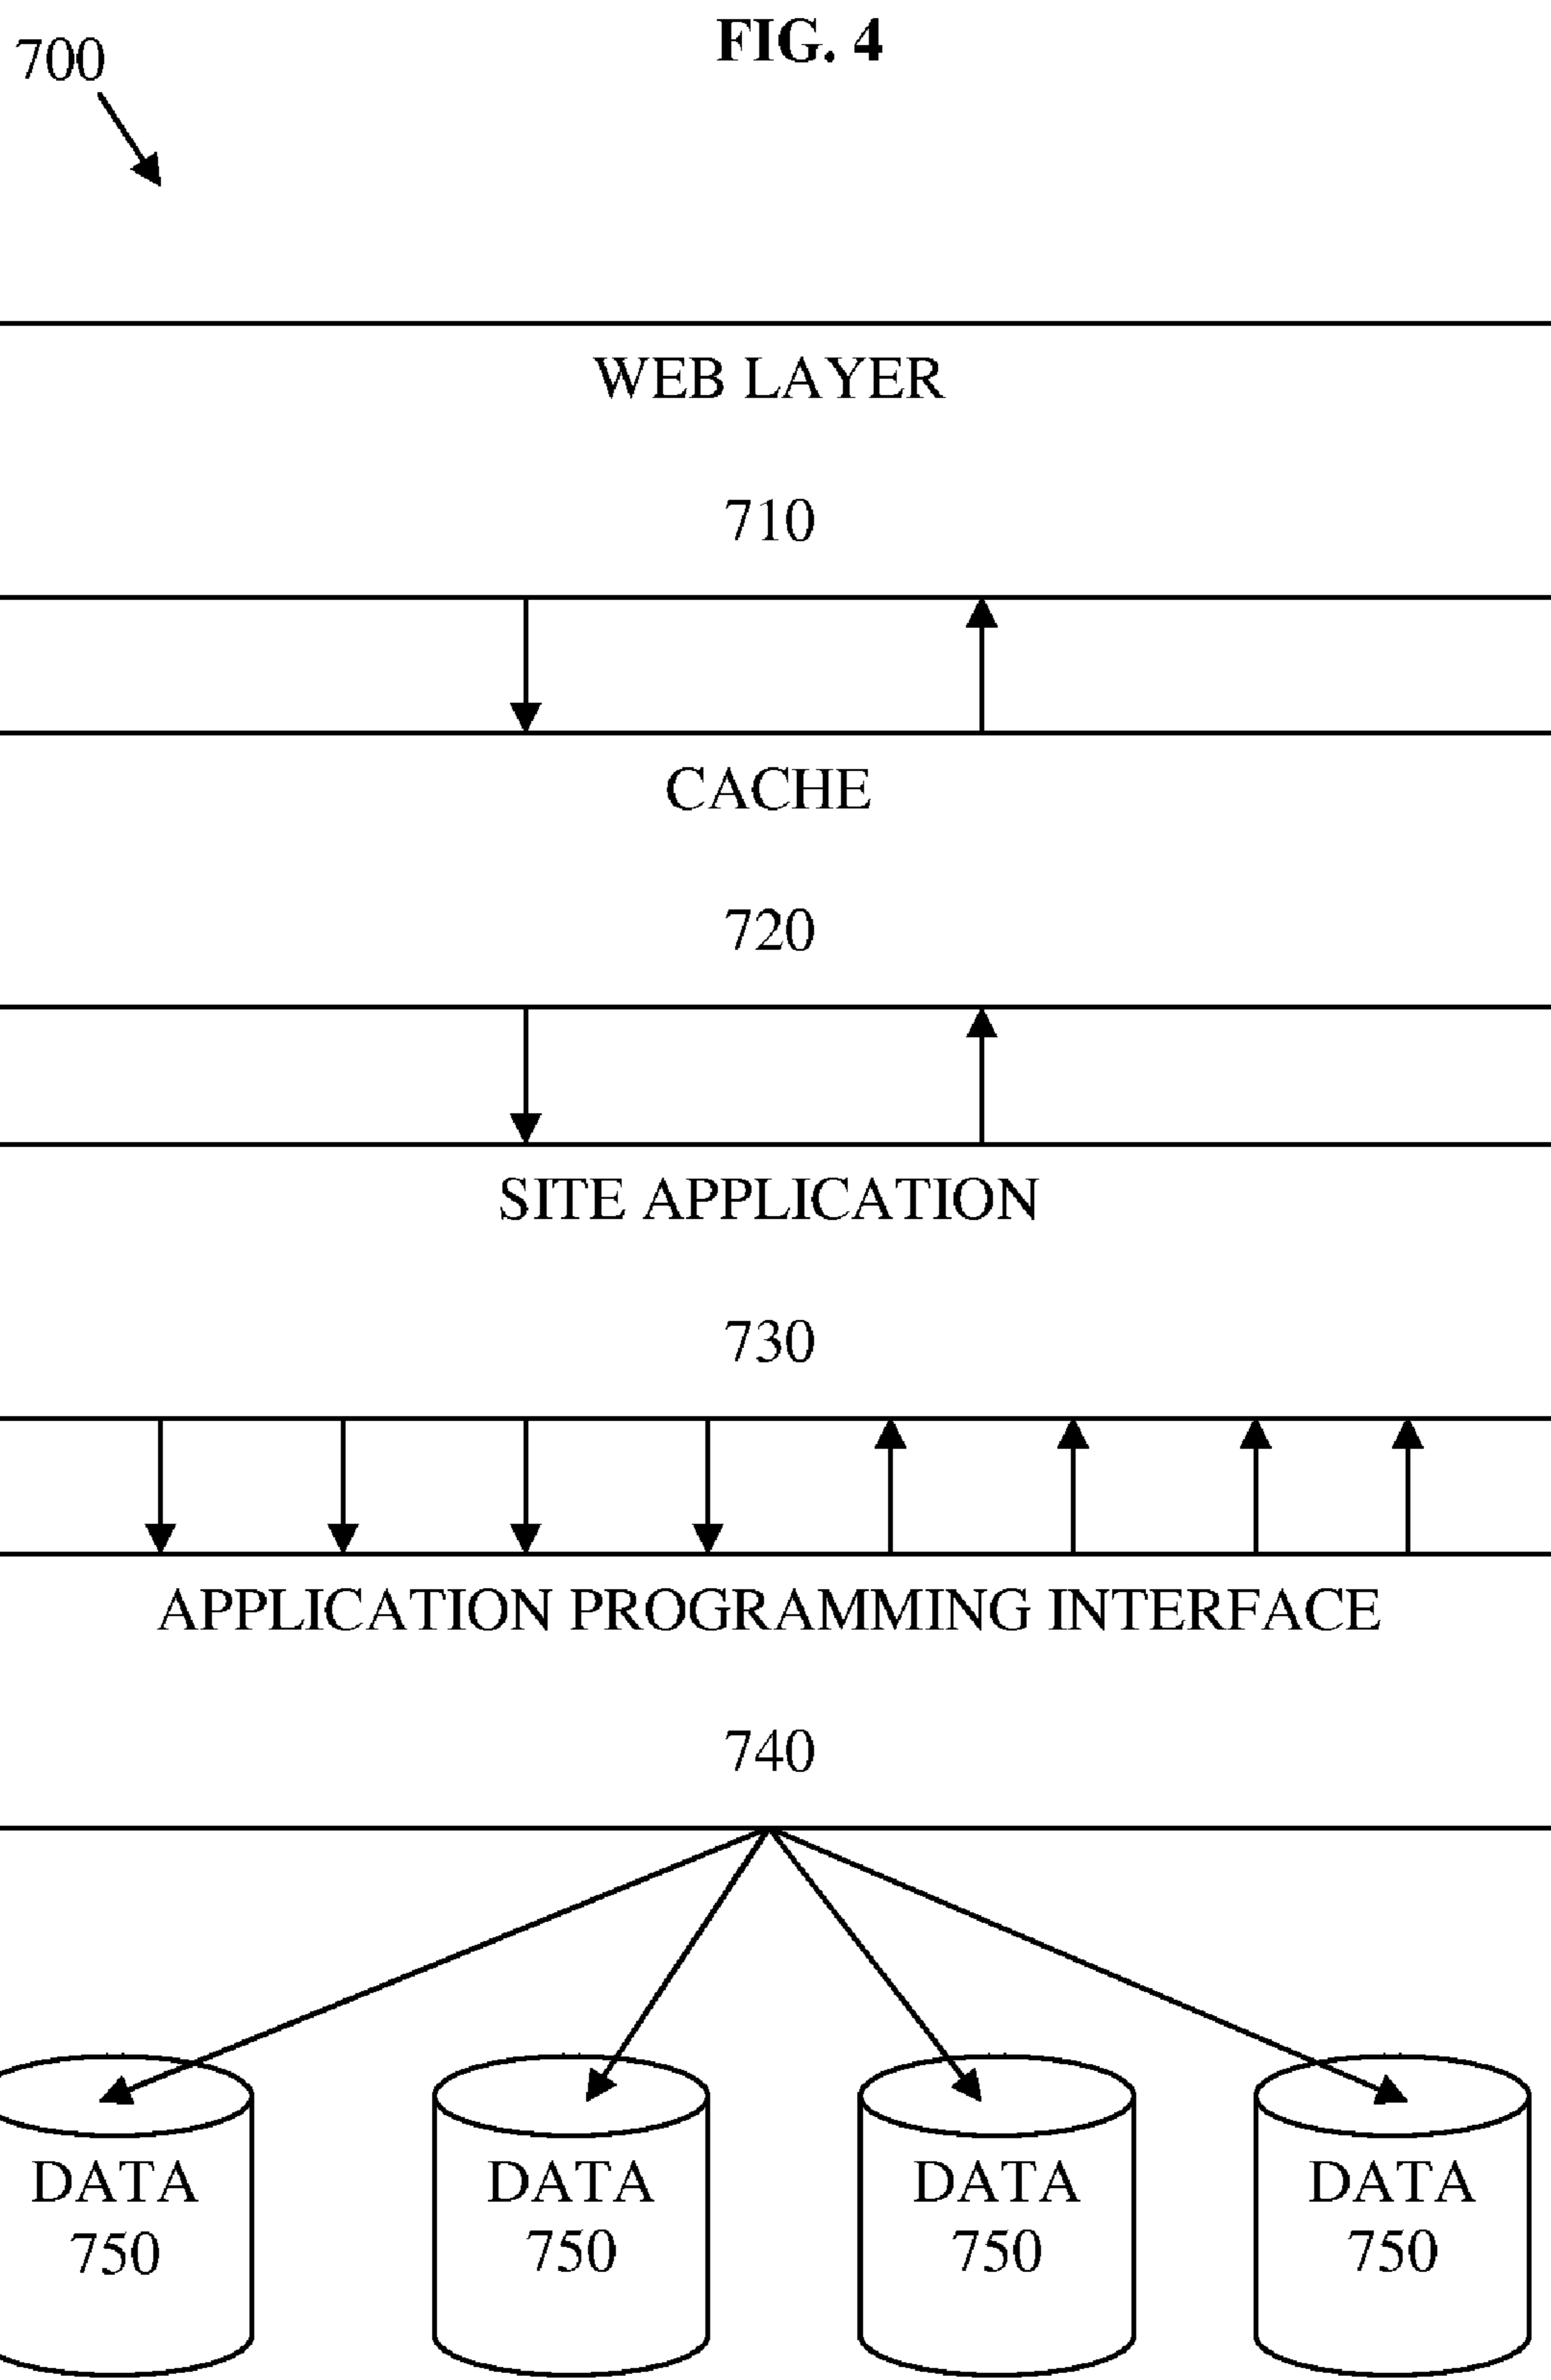 FIG. 4
700
WEB LAYER
710
CACHE
720
SITE APPLICATION
730
APPLICATION PROGRAMMING INTERFACE
740
DATA
750
DATA
750
DATA
750
DATA
750